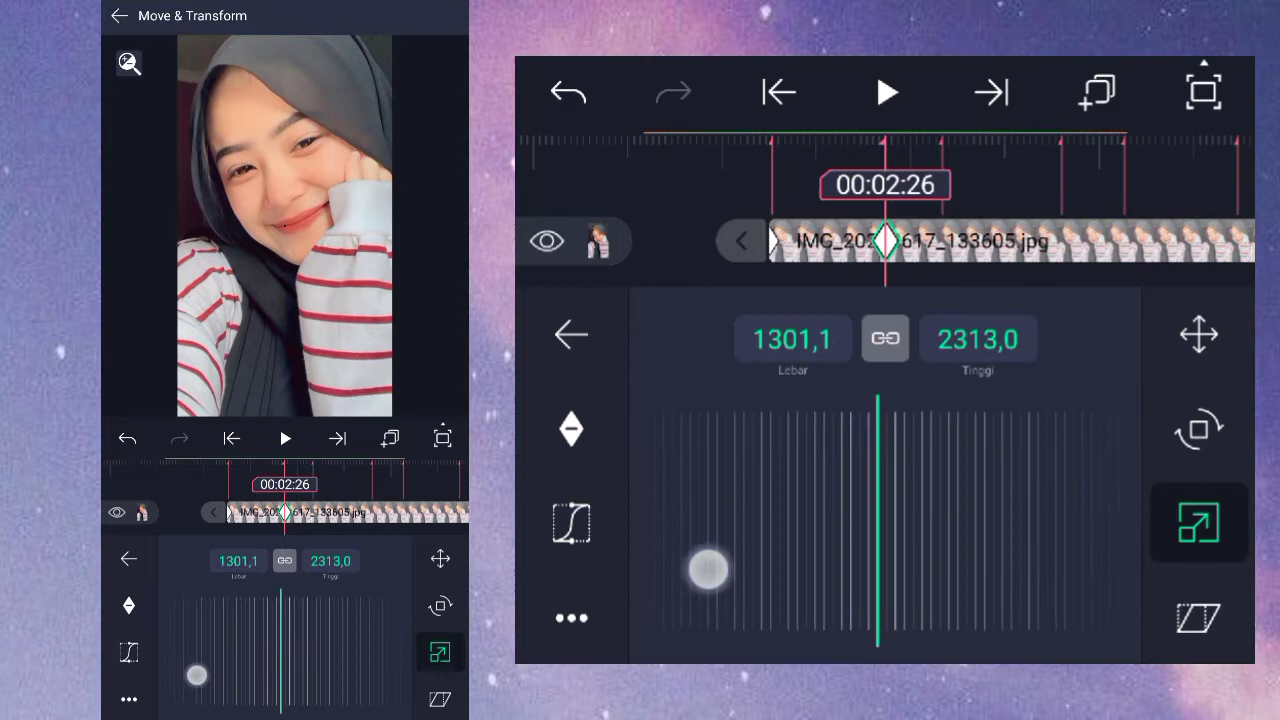 Move & Transform
00:02:26
IMG_202 617_133605.jpg
1301,1
2313,0
Lebar
Tinggi
00:02:26
IMG_202 617_133605.jpg
1301,1
2313,0
Lebar
Tinggi